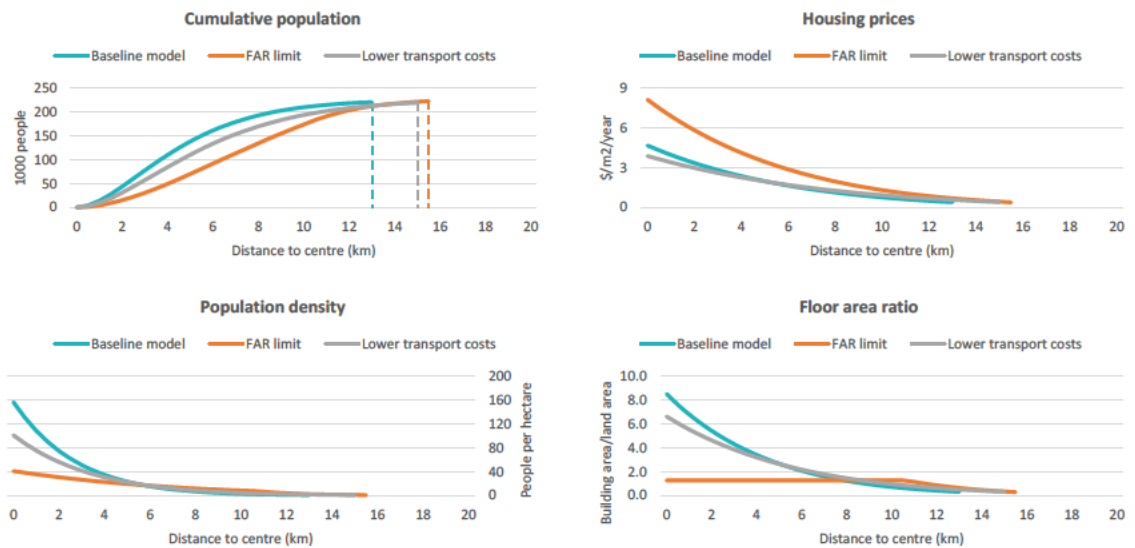 Cumulative population
Baseline model FAR limit Lower transport costs
1000 people
250
200
150
100
50
0
0 2 4 6 8 10 12 14 16 18 20
Distance to centre (km)
Housing prices
Baseline model FAR limit Lower transport costs
$/m2/year
9
6
3
0
0 2 4 6 8 10 12 14 16 18 20
Distance to centre (km)
Population density
Baseline model FAR limit Lower transport costs
200
160
120
80
40
0
People per hectare
0 2 4 6 8 10 12 14 16 18 20
Distance to centre (km)
Floor area ratio
Baseline model FAR limit Lower transport costs
Building area/land area
10.0
8.0
6.0
4.0
2.0
0.0
0 2 4 6 8 10 12 14 16 18 20
Distance to centre (km)